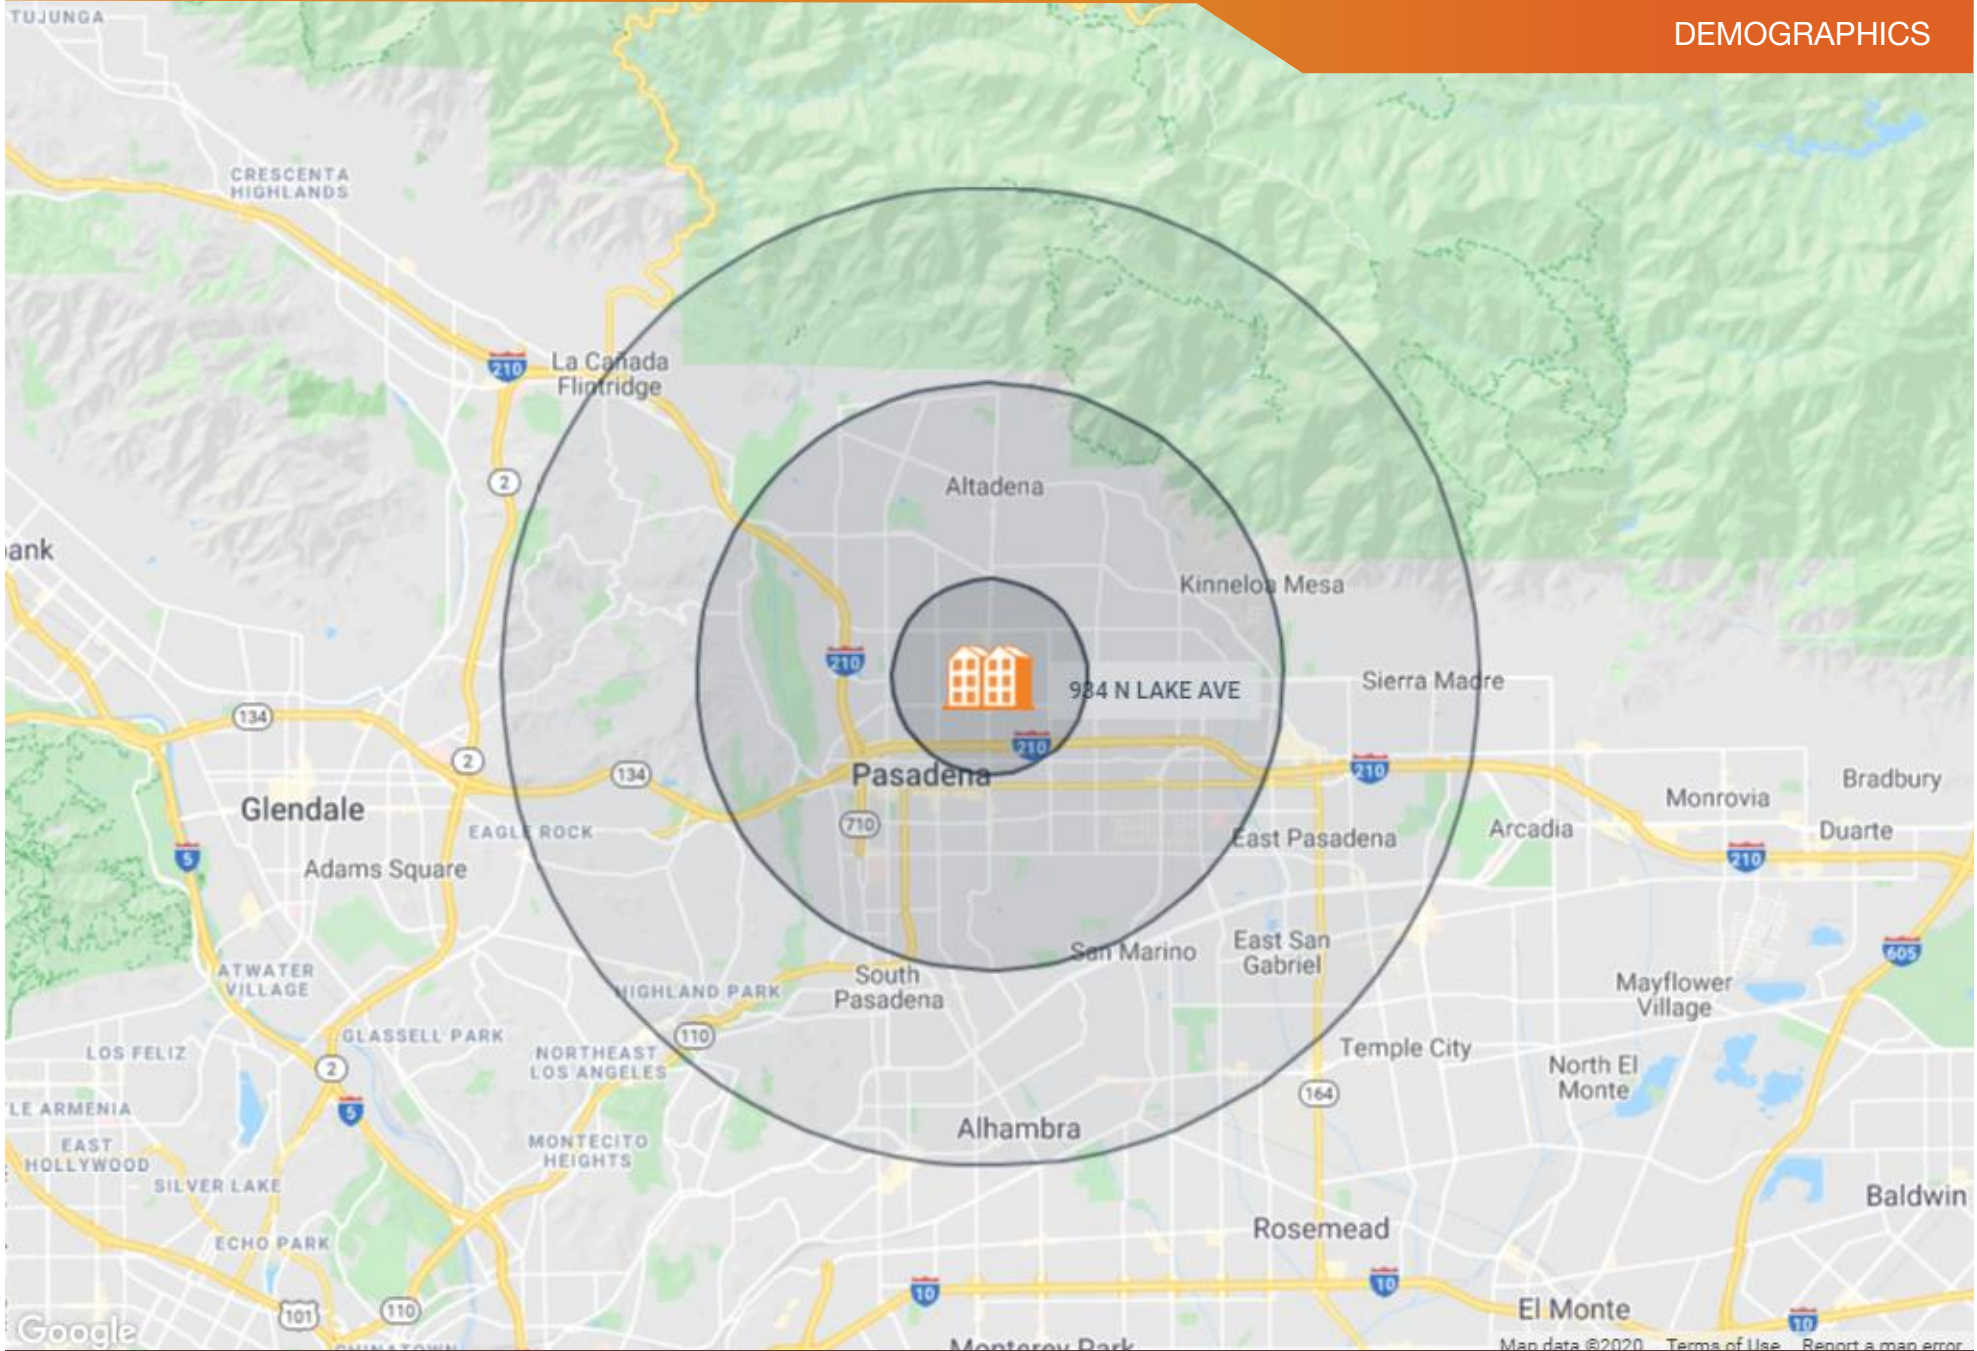 TUJUNGA
DEMOGRAPHICS
CRESCENTA
HIGHLANDS
210
La Cañada
Flintridge
2
Altadena
ank
Kinneloa Mesa
210
934 N LAKE AVE
Sierra Madre
134
2
134
210
Pasadena
210
Bradbury
Monrovia
Glendale
710
EAGLE ROCK
East Pasadena
Arcadia
Duarte
5
Adams Square
210
San Marino
East San
Gabriel
605
ATWATER
VILLAGE
HIGHLAND PARK
South
Pasadena
Mayflower
Village
GLASSELL PARK
110
LOS FELIZ
NORTHEAST
LOS ANGELES
Temple City
North El
Monte
2
164
LE ARMENIA
5
Alhambra
EAST
HOLLYWOOD
MONTECITO
HEIGHTS
SILVER LAKE
Baldwin
Rosemead
ECHO PARK
10
10
101
110
El Monte
10
Google
CHINATOWN
Monterey Park
Map data ©2020 Terms of Use Report a map error